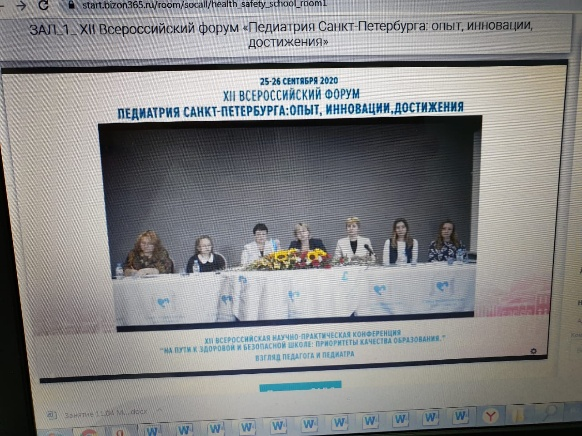 start.bizon365.ru/room/socall/health_safety_school_room1
ЗАЛ_1_ XII Всероссийский форум «Педиатрия Санкт-Петербурга: опыт, инновации,
достижения»
25-26 СЕНТЯБРЯ 2020
XII ВСЕРОССИЙСКИЙ ФОРУМ
ПЕДИАТРИЯ САНКТ-ПЕТЕРБУРГА:ОПЫТ, ИННОВАЦИИ,ДОСТИЖЕНИЯ
XII ВСЕРОССИЙСКАЯ НАУЧНО-ПРАКТИЧЕСКАЯ КОНФЕРЕНЦИЯ
"НА ПУТИ К ЗДОРОВОЙ И БЕЗОПАСНОЙ ШКОЛЕ: ПРИОРИТЕТЫ КАЧЕСТВА ОБРАЗОВАНИЯ."
ВЗГЛЯД ПЕДАГОГА И ПЕДИАТРА
Занятие 11.04 М...docx